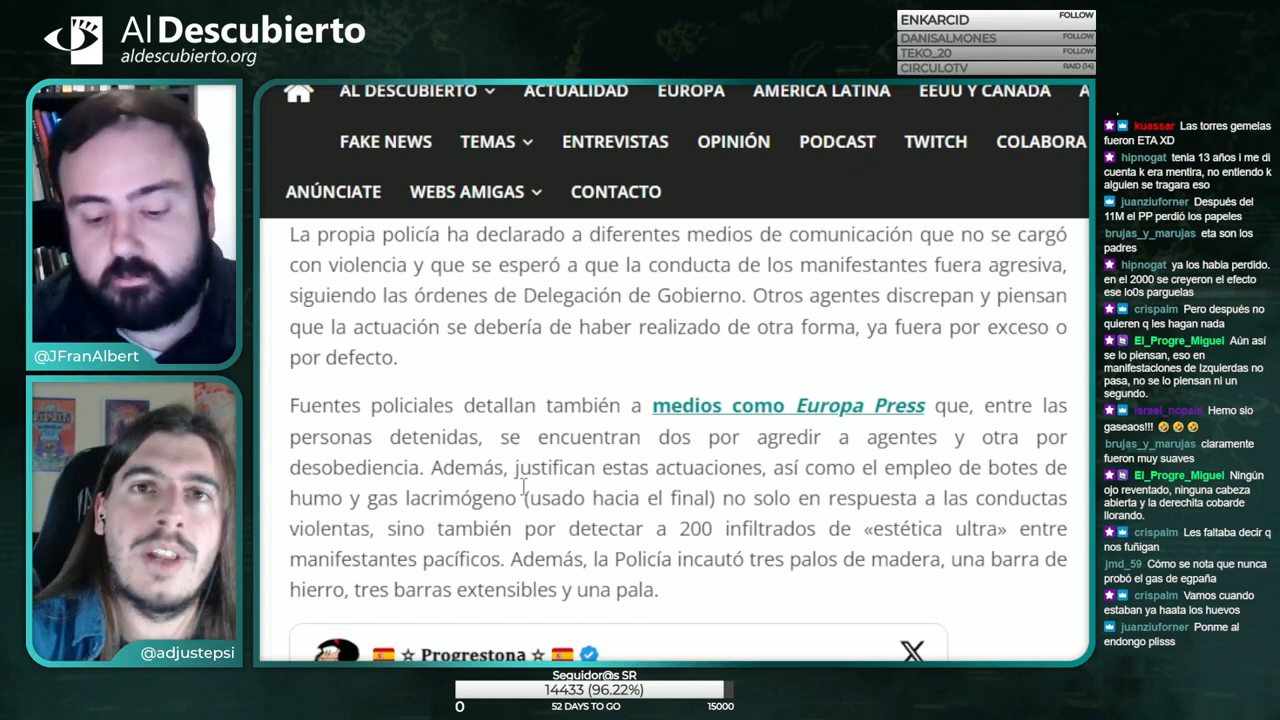 Al Descubierto
aldescubierto.org
ENKARCID FOLLOW
DANISALMONES FOLLOW
TEKO_20 FOLLOW
CIRCULOTV RAID (14)
@JFranAlbert
@adjustepsi
AL DESCUBIERTO ACTUALIDAD EUROPA AMÉRICA LATINA EEUU Y CANADÁ A
FAKE NEWS TEMAS ENTREVISTAS OPINIÓN PODCAST TWITCH COLABORA
ANÚNCIATE WEBS AMIGAS CONTACTO
La propia policía ha declarado a diferentes medios de comunicación que no se cargó
con violencia y que se esperó a que la conducta de los manifestantes fuera agresiva,
siguiendo las órdenes de Delegación de Gobierno. Otros agentes discrepan y piensan
que la actuación se debería de haber realizado de otra forma, ya fuera por exceso o
por defecto.
Fuentes policiales detallan también a medios como Europa Press que, entre las
personas detenidas, se encuentran dos por agredir a agentes y otra por
desobediencia. Además, justifican estas actuaciones, así como el empleo de botes de
humo y gas lacrimógeno (usado hacia el final) no solo en respuesta a las conductas
violentas, sino también por detectar a 200 infiltrados de «estética ultra» entre
manifestantes pacíficos. Además, la Policía incautó tres palos de madera, una barra de
hierro, tres barras extensibles y una pala.
☆ Progrestona ☆
kuassar Las torres gemelas
fueron ETA XD
hipnogat tenia 13 años i me di
cuenta k era mentira, no entiendo k
alguien se tragara eso
juanziuforner Después del
11M el PP perdió los papeles
brujas_y_marujas eta son los
padres
hipnogat ya los habia perdido.
en el 2000 se creyeron el efecto
ese lo0s parguelas
crispalm Pero después no
quieren q les hagan nada
El_Progre_Miguel Aún así
se lo piensan, eso en
manifestaciones de Izquierdas no
pasa, no se lo piensan ni un
segundo.
israel_nopais Hemo sio
gaseaos!!! 🤣🤣🤣
brujas_y_marujas claramente
fueron muy suaves
El_Progre_Miguel Ningún
ojo reventado, ninguna cabeza
abierta y la derechita cobarde
llorando.
crispalm Les faltaba decir q
nos fuñigan
jmd_59 Cómo se nota que nunca
probó el gas de egpaña
crispalm Vamos cuando
estaban ya haata los huevos
juanziuforner Ponme al
endongo plisss
Seguidor@s SR
14433 (96.22%)
0 52 DAYS TO GO 15000